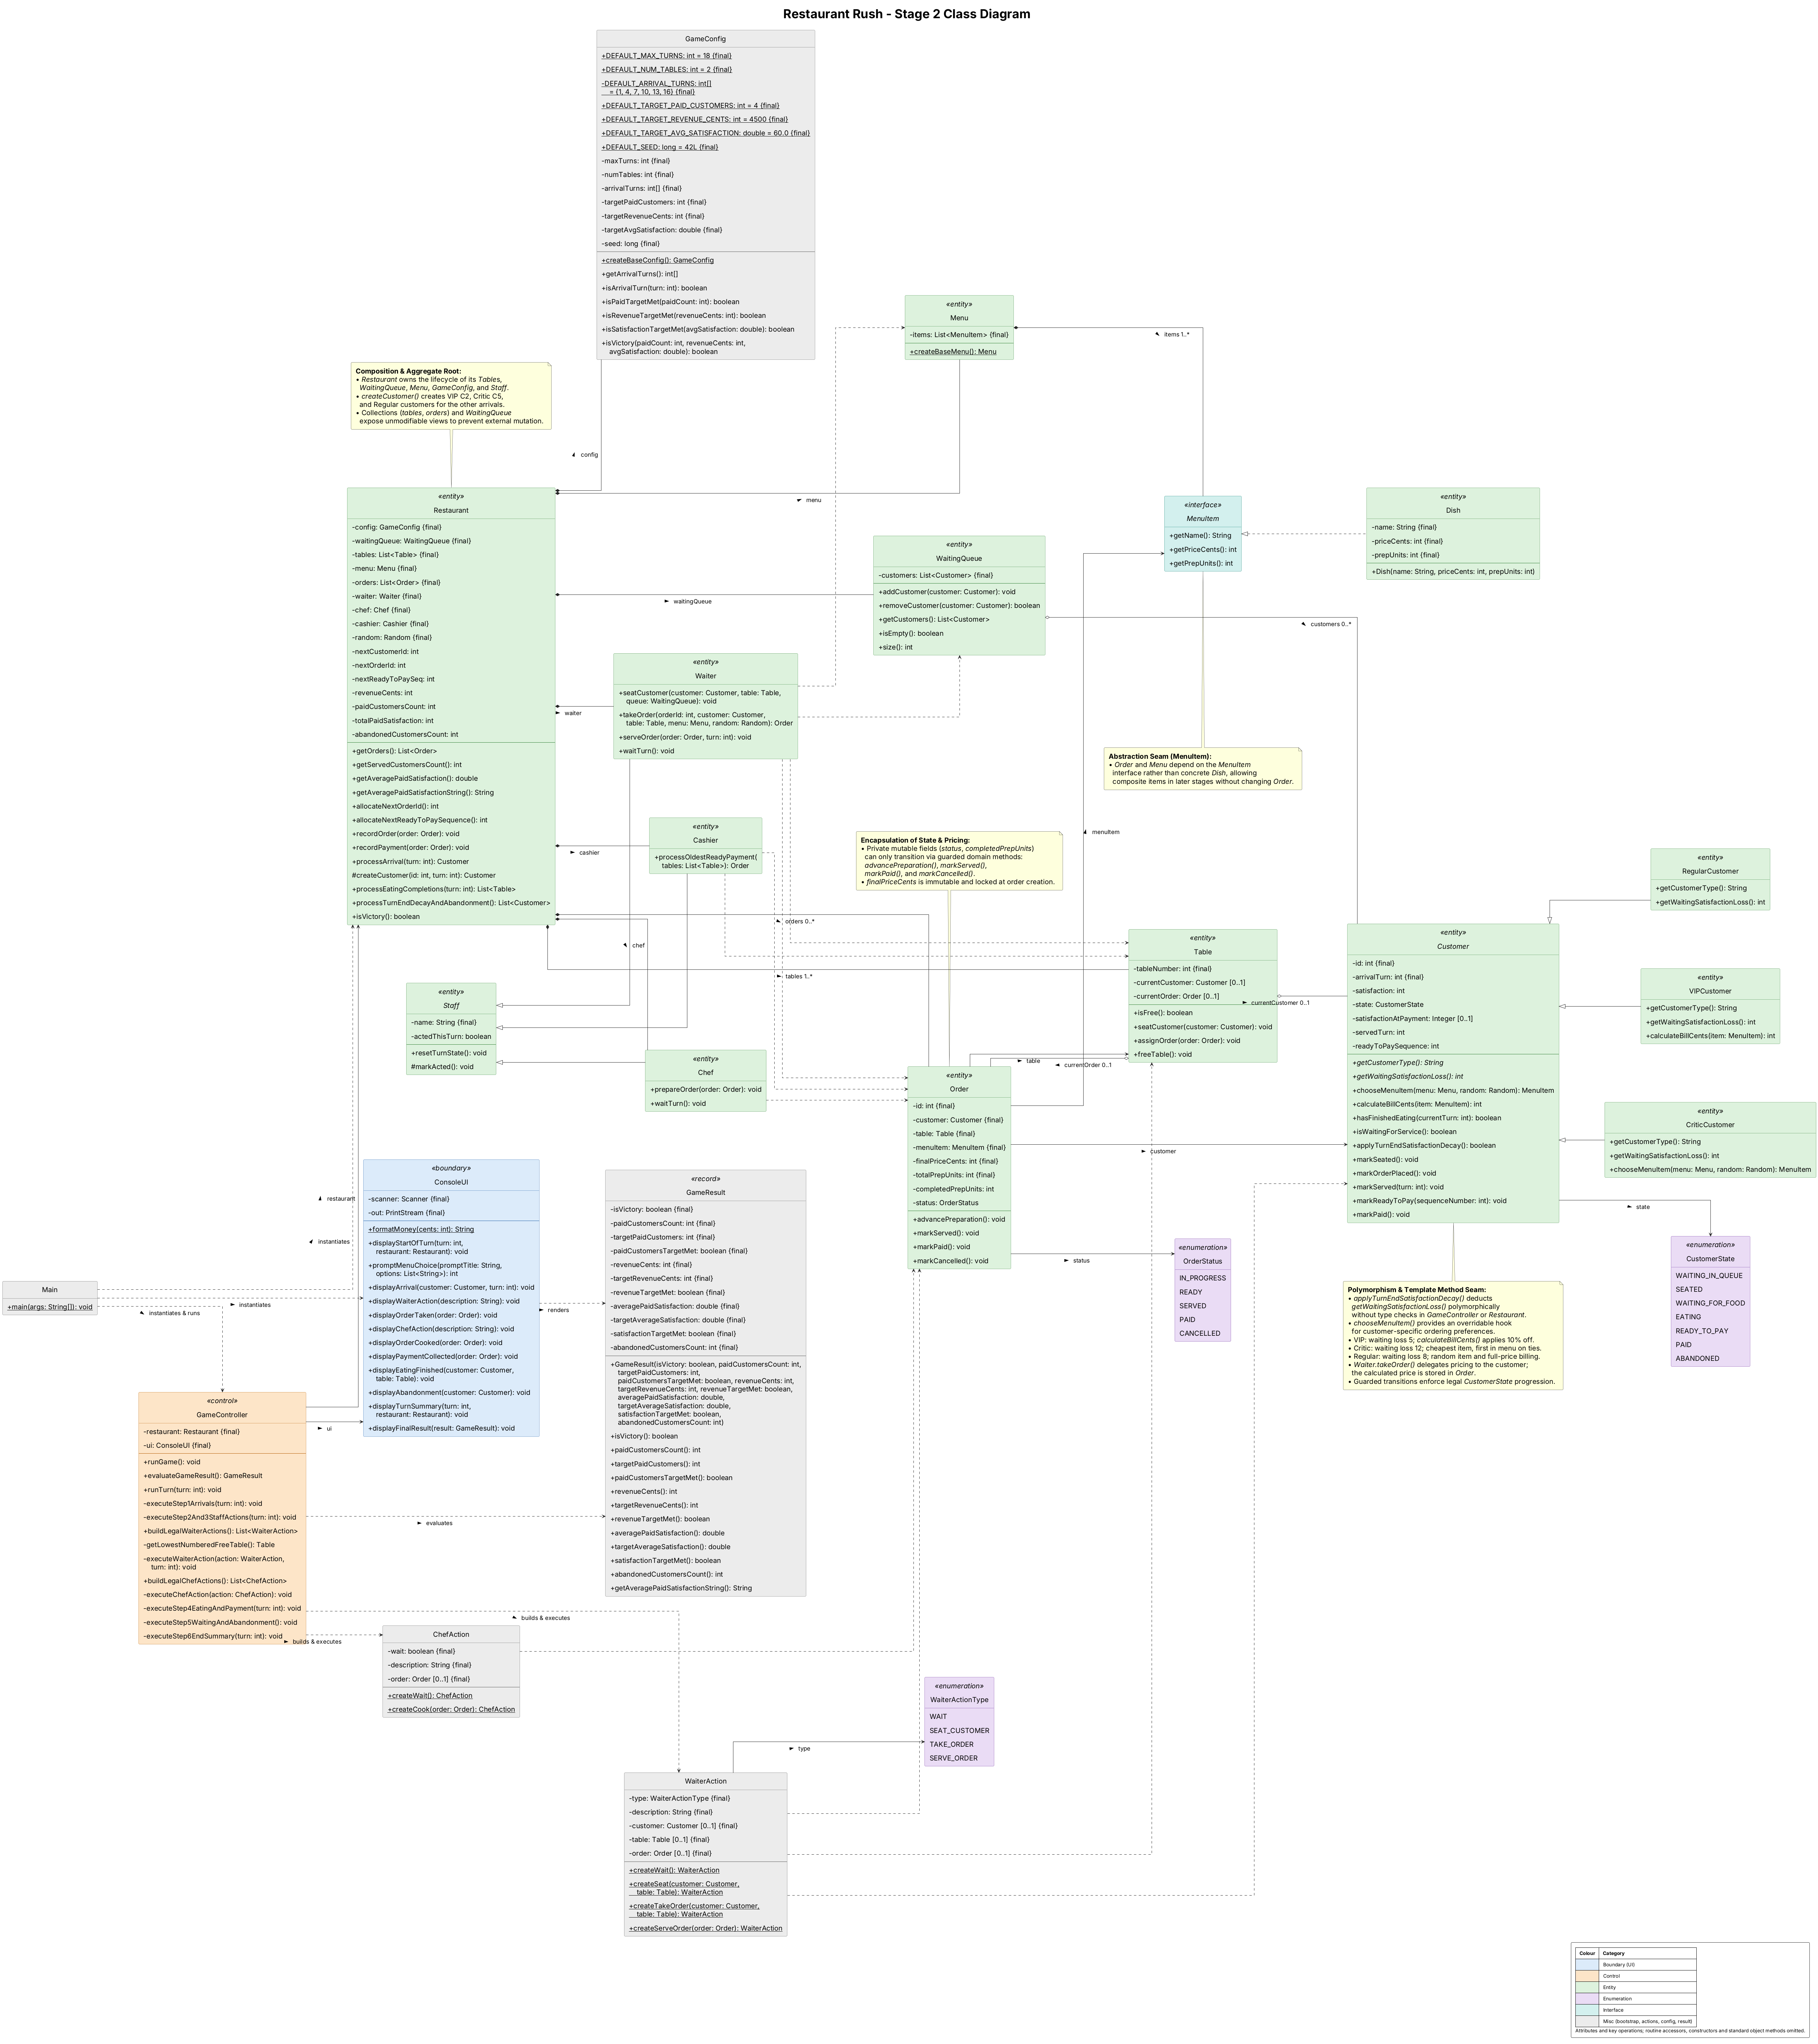 Restaurant Rush - Stage 2 Class Diagram
GameConfig
+DEFAULT_MAX_TURNS: int = 18 {final}
+DEFAULT_NUM_TABLES: int = 2 {final}
-DEFAULT_ARRIVAL_TURNS: int[]
= {1, 4, 7, 10, 13, 16} {final}
+DEFAULT_TARGET_PAID_CUSTOMERS: int = 4 {final}
+DEFAULT_TARGET_REVENUE_CENTS: int = 4500 {final}
+DEFAULT_TARGET_AVG_SATISFACTION: double = 60.0 {final}
+DEFAULT_SEED: long = 42L {final}
-maxTurns: int {final}
-numTables: int {final}
-arrivalTurns: int[] {final}
-targetPaidCustomers: int {final}
-targetRevenueCents: int {final}
-targetAvgSatisfaction: double {final}
-seed: long {final}
+createBaseConfig(): GameConfig
+getArrivalTurns(): int[]
+isArrivalTurn(turn: int): boolean
+isPaidTargetMet(paidCount: int): boolean
+isRevenueTargetMet(revenueCents: int): boolean
+isSatisfactionTargetMet(avgSatisfaction: double): boolean
+isVictory(paidCount: int, revenueCents: int,
avgSatisfaction: double): boolean
«entity»
Menu
-items: List<MenuItem> {final}
+createBaseMenu(): Menu
items 1..*
Composition & Aggregate Root:
• Restaurant owns the lifecycle of its Tables,
WaitingQueue, Menu, GameConfig, and Staff.
• createCustomer() creates VIP C2, Critic C5,
and Regular customers for the other arrivals.
• Collections (tables, orders) and WaitingQueue
expose unmodifiable views to prevent external mutation.
config
menu
«entity»
Restaurant
-config: GameConfig {final}
-waitingQueue: WaitingQueue {final}
-tables: List<Table> {final}
-menu: Menu {final}
-orders: List<Order> {final}
-waiter: Waiter {final}
-chef: Chef {final}
-cashier: Cashier {final}
-random: Random {final}
-nextCustomerId: int
-nextOrderId: int
-nextReadyToPaySeq: int
-revenueCents: int
-paidCustomersCount: int
-totalPaidSatisfaction: int
-abandonedCustomersCount: int
+getOrders(): List<Order>
+getServedCustomersCount(): int
+getAveragePaidSatisfaction(): double
+getAveragePaidSatisfactionString(): String
+allocateNextOrderId(): int
+allocateNextReadyToPaySequence(): int
+recordOrder(order: Order): void
+recordPayment(order: Order): void
+processArrival(turn: int): Customer
#createCustomer(id: int, turn: int): Customer
+processEatingCompletions(turn: int): List<Table>
+processTurnEndDecayAndAbandonment(): List<Customer>
+isVictory(): boolean
«interface»
MenuItem
+getName(): String
+getPriceCents(): int
+getPrepUnits(): int
«entity»
Dish
-name: String {final}
-priceCents: int {final}
-prepUnits: int {final}
+Dish(name: String, priceCents: int, prepUnits: int)
«entity»
WaitingQueue
-customers: List<Customer> {final}
+addCustomer(customer: Customer): void
+removeCustomer(customer: Customer): boolean
+getCustomers(): List<Customer>
+isEmpty(): boolean
+size(): int
waitingQueue
customers 0..*
«entity»
Waiter
+seatCustomer(customer: Customer, table: Table,
queue: WaitingQueue): void
+takeOrder(orderId: int, customer: Customer,
table: Table, menu: Menu, random: Random): Order
+serveOrder(order: Order, turn: int): void
+waitTurn(): void
waiter
Abstraction Seam (MenuItem):
• Order and Menu depend on the MenuItem
interface rather than concrete Dish, allowing
composite items in later stages without changing Order.
«entity»
Cashier
+processOldestReadyPayment(
tables: List<Table>): Order
cashier
Encapsulation of State & Pricing:
• Private mutable fields (status, completedPrepUnits)
can only transition via guarded domain methods:
advancePreparation(), markServed(),
markPaid(), and markCancelled().
• finalPriceCents is immutable and locked at order creation.
menuItem
«entity»
RegularCustomer
+getCustomerType(): String
+getWaitingSatisfactionLoss(): int
orders 0..*
chef
tables 1..*
«entity»
Table
-tableNumber: int {final}
-currentCustomer: Customer [0..1]
-currentOrder: Order [0..1]
+isFree(): boolean
+seatCustomer(customer: Customer): void
+assignOrder(order: Order): void
+freeTable(): void
currentCustomer 0..1
«entity»
Customer
-id: int {final}
-arrivalTurn: int {final}
-satisfaction: int
-state: CustomerState
-satisfactionAtPayment: Integer [0..1]
-servedTurn: int
-readyToPaySequence: int
+getCustomerType(): String
+getWaitingSatisfactionLoss(): int
+chooseMenuItem(menu: Menu, random: Random): MenuItem
+calculateBillCents(item: MenuItem): int
+hasFinishedEating(currentTurn: int): boolean
+isWaitingForService(): boolean
+applyTurnEndSatisfactionDecay(): boolean
+markSeated(): void
+markOrderPlaced(): void
+markServed(turn: int): void
+markReadyToPay(sequenceNumber: int): void
+markPaid(): void
«entity»
VIPCustomer
+getCustomerType(): String
+getWaitingSatisfactionLoss(): int
+calculateBillCents(item: MenuItem): int
«entity»
Staff
-name: String {final}
-actedThisTurn: boolean
+resetTurnState(): void
#markActed(): void
«entity»
Chef
+prepareOrder(order: Order): void
+waitTurn(): void
table
currentOrder 0..1
«entity»
Order
-id: int {final}
-customer: Customer {final}
-table: Table {final}
-menuItem: MenuItem {final}
-finalPriceCents: int {final}
-totalPrepUnits: int {final}
-completedPrepUnits: int
-status: OrderStatus
+advancePreparation(): void
+markServed(): void
+markPaid(): void
+markCancelled(): void
customer
«entity»
CriticCustomer
+getCustomerType(): String
+getWaitingSatisfactionLoss(): int
+chooseMenuItem(menu: Menu, random: Random): MenuItem
state
status
«enumeration»
OrderStatus
IN_PROGRESS
READY
SERVED
PAID
CANCELLED
«enumeration»
CustomerState
WAITING_IN_QUEUE
SEATED
WAITING_FOR_FOOD
EATING
READY_TO_PAY
PAID
ABANDONED
Polymorphism & Template Method Seam:
• applyTurnEndSatisfactionDecay() deducts
getWaitingSatisfactionLoss() polymorphically
without type checks in GameController or Restaurant.
• chooseMenuItem() provides an overridable hook
for customer-specific ordering preferences.
• VIP: waiting loss 5; calculateBillCents() applies 10% off.
• Critic: waiting loss 12; cheapest item, first in menu on ties.
• Regular: waiting loss 8; random item and full-price billing.
• Waiter.takeOrder() delegates pricing to the customer;
the calculated price is stored in Order.
• Guarded transitions enforce legal CustomerState progression.
«boundary»
ConsoleUI
-scanner: Scanner {final}
-out: PrintStream {final}
+formatMoney(cents: int): String
+displayStartOfTurn(turn: int,
restaurant: Restaurant): void
+promptMenuChoice(promptTitle: String,
options: List<String>): int
+displayArrival(customer: Customer, turn: int): void
+displayWaiterAction(description: String): void
+displayOrderTaken(order: Order): void
+displayChefAction(description: String): void
+displayOrderCooked(order: Order): void
+displayPaymentCollected(order: Order): void
+displayEatingFinished(customer: Customer,
table: Table): void
+displayAbandonment(customer: Customer): void
+displayTurnSummary(turn: int,
restaurant: Restaurant): void
+displayFinalResult(result: GameResult): void
restaurant
instantiates
renders
«record»
GameResult
-isVictory: boolean {final}
-paidCustomersCount: int {final}
-targetPaidCustomers: int {final}
-paidCustomersTargetMet: boolean {final}
-revenueCents: int {final}
-targetRevenueCents: int {final}
-revenueTargetMet: boolean {final}
-averagePaidSatisfaction: double {final}
-targetAverageSatisfaction: double {final}
-satisfactionTargetMet: boolean {final}
-abandonedCustomersCount: int {final}
+GameResult(isVictory: boolean, paidCustomersCount: int,
targetPaidCustomers: int,
paidCustomersTargetMet: boolean, revenueCents: int,
targetRevenueCents: int, revenueTargetMet: boolean,
averagePaidSatisfaction: double,
targetAverageSatisfaction: double,
satisfactionTargetMet: boolean,
abandonedCustomersCount: int)
+isVictory(): boolean
+paidCustomersCount(): int
+targetPaidCustomers(): int
+paidCustomersTargetMet(): boolean
+revenueCents(): int
+targetRevenueCents(): int
+revenueTargetMet(): boolean
+averagePaidSatisfaction(): double
+targetAverageSatisfaction(): double
+satisfactionTargetMet(): boolean
+abandonedCustomersCount(): int
+getAveragePaidSatisfactionString(): String
Main
+main(args: String[]): void
instantiates
instantiates & runs
«control»
GameController
-restaurant: Restaurant {final}
-ui: ConsoleUI {final}
+runGame(): void
+evaluateGameResult(): GameResult
+runTurn(turn: int): void
-executeStep1Arrivals(turn: int): void
-executeStep2And3StaffActions(turn: int): void
+buildLegalWaiterActions(): List<WaiterAction>
-getLowestNumberedFreeTable(): Table
-executeWaiterAction(action: WaiterAction,
turn: int): void
+buildLegalChefActions(): List<ChefAction>
-executeChefAction(action: ChefAction): void
-executeStep4EatingAndPayment(turn: int): void
-executeStep5WaitingAndAbandonment(): void
-executeStep6EndSummary(turn: int): void
ui
evaluates
builds & executes
builds & executes
ChefAction
-wait: boolean {final}
-description: String {final}
-order: Order [0..1] {final}
+createWait(): ChefAction
+createCook(order: Order): ChefAction
«enumeration»
WaiterActionType
WAIT
SEAT_CUSTOMER
TAKE_ORDER
SERVE_ORDER
type
WaiterAction
-type: WaiterActionType {final}
-description: String {final}
-customer: Customer [0..1] {final}
-table: Table [0..1] {final}
-order: Order [0..1] {final}
+createWait(): WaiterAction
+createSeat(customer: Customer,
table: Table): WaiterAction
+createTakeOrder(customer: Customer,
table: Table): WaiterAction
+createServeOrder(order: Order): WaiterAction
Colour Category
Boundary (UI)
Control
Entity
Enumeration
Interface
Misc (bootstrap, actions, config, result)
Attributes and key operations; routine accessors, constructors and standard object methods omitted.